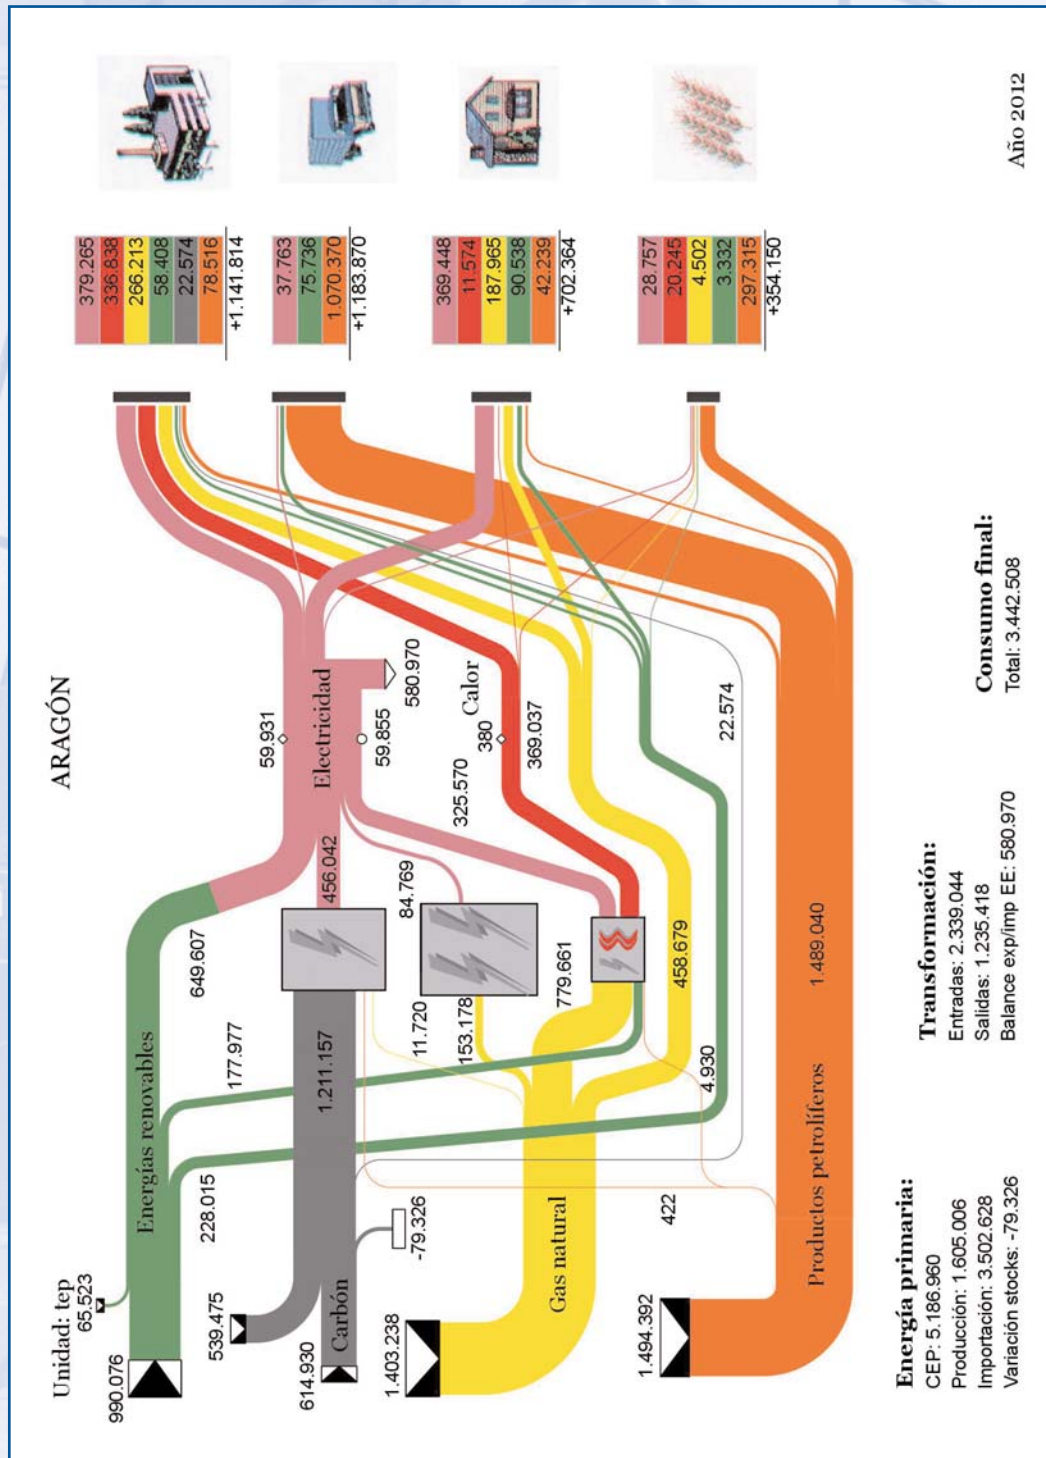 ARAGÓN
Unidad: tep
990.076
65.523
Energías renovables
228.015
177.977
649.607
539.475
614.930
Carbón
-79.326
1.211.157
456.042
59.931
Electricidad
59.855
580.970
84.769
325.570
11.720
153.178
779.661
Calor
380
369.037
1.403.238
Gas natural
458.679
4.930
22.574
422
1.494.392
Productos petrolíferos
1.489.040
379.265
336.838
266.213
58.408
22.574
78.516
+1.141.814
37.763
75.736
1.070.370
+1.183.870
369.448
11.574
187.965
90.538
42.239
+702.364
28.757
20.245
4.502
3.332
297.315
+354.150
Energía primaria:
CEP: 5.186.960
Producción: 1.605.006
Importación: 3.502.628
Variación stocks: -79.326
Transformación:
Entradas: 2.339.044
Salidas: 1.235.418
Balance exp/imp EE: 580.970
Consumo final:
Total: 3.442.508
Año 2012